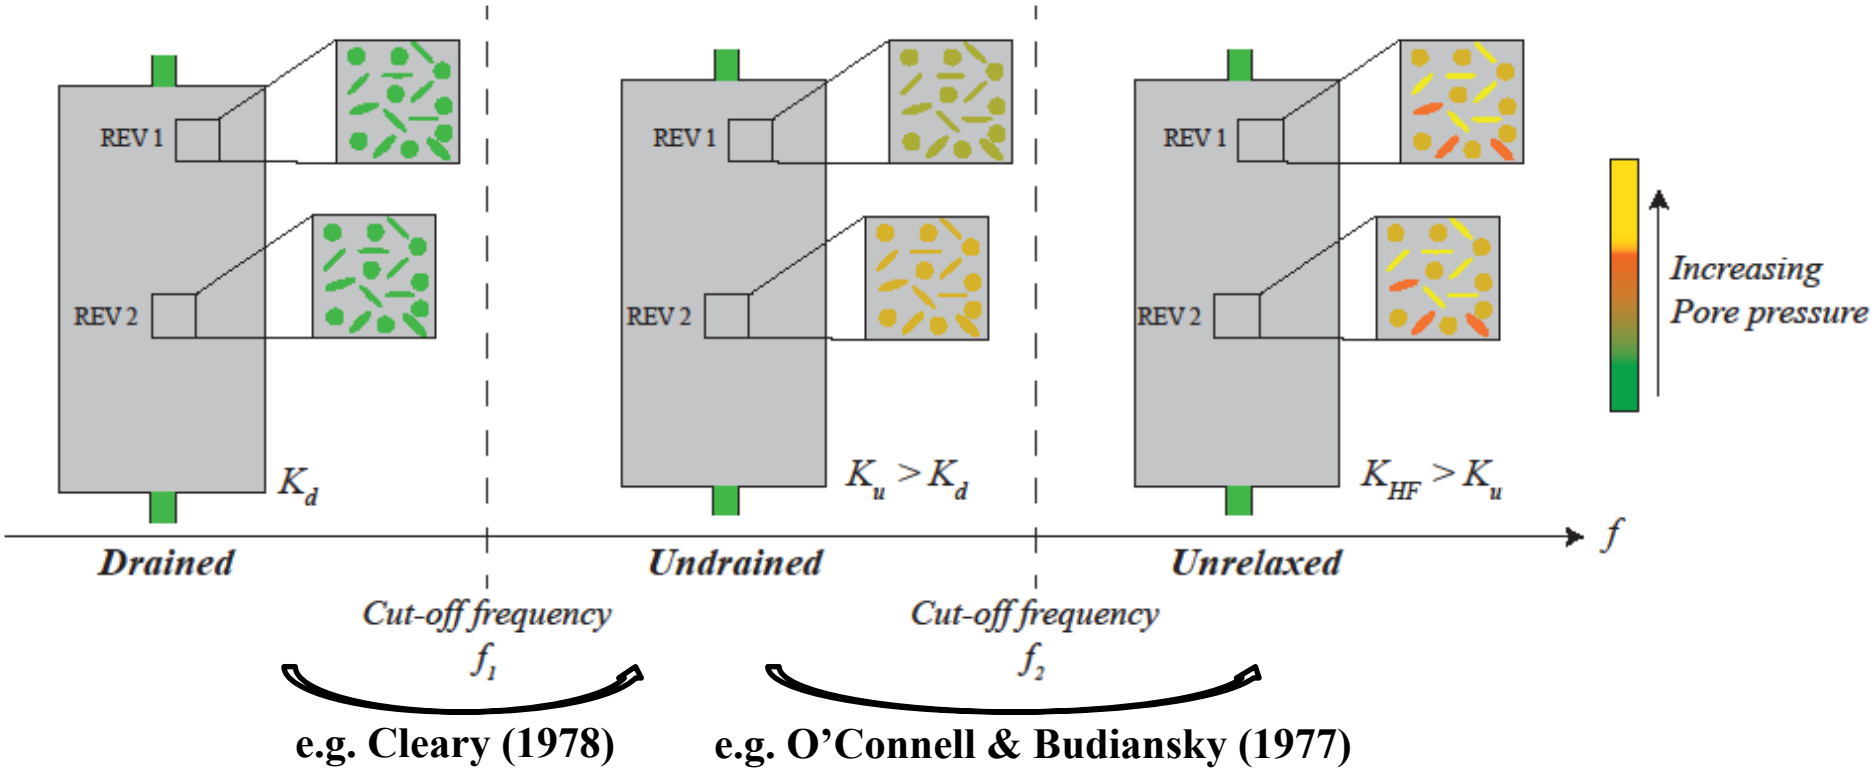 REV 1
REV 2
K_d
REV 1
REV 2
K_u > K_d
REV 1
REV 2
K_HF > K_u
Increasing
Pore pressure
f
Drained
Undrained
Unrelaxed
Cut-off frequency
f_1
Cut-off frequency
f_2
e.g. Cleary (1978)
e.g. O’Connell & Budiansky (1977)